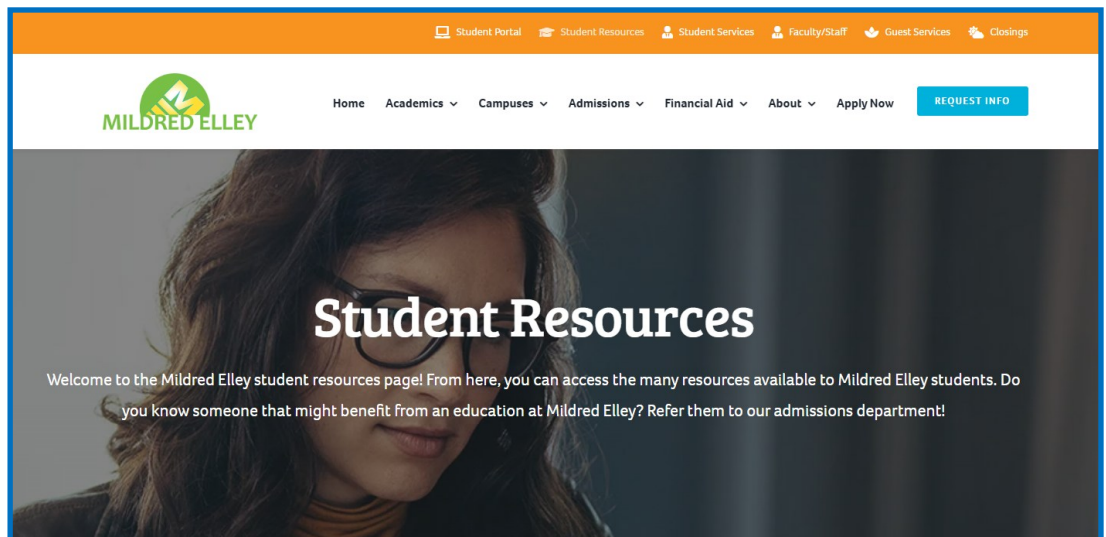 Student Portal Student Resources Student Services Faculty/Staff Guest Services Closings
MILDRED ELLEY
Home Academics Campuses Admissions Financial Aid About Apply Now REQUEST INFO
Student Resources
Welcome to the Mildred Elley student resources page! From here, you can access the many resources available to Mildred Elley students. Do
you know someone that might benefit from an education at Mildred Elley? Refer them to our admissions department!